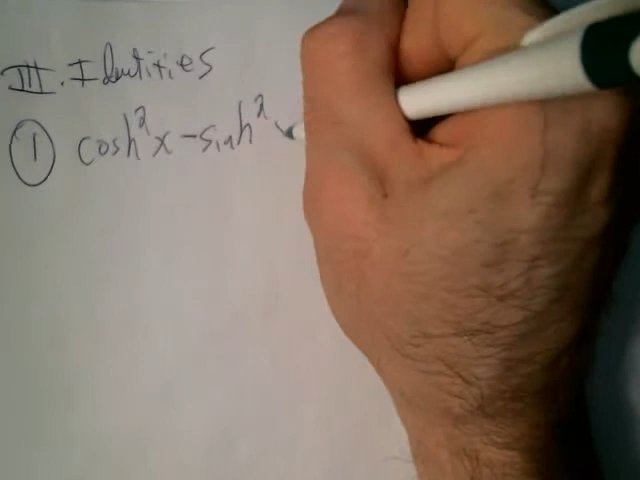 III. Identities
① cosh²x - sinh²